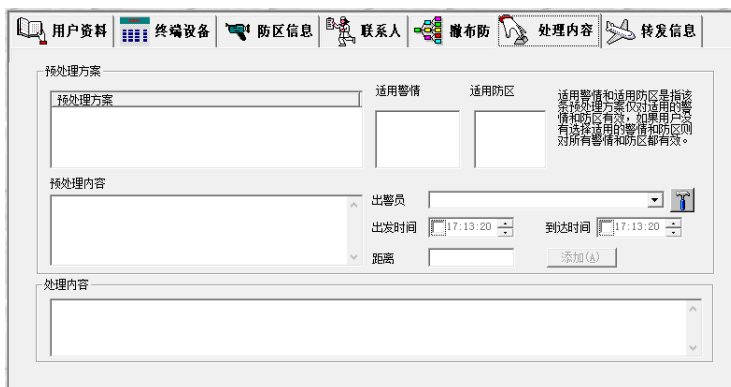 用户资料 终端设备 防区信息 联系人 撤布防 处理内容 转发信息
预处理方案
预处理方案
适用警情 适用防区
适用警情和适用防区是指该
条预处理方案仅对适用的警
情和防区有效，如果用户没
有选择适用的警情和防区则
对所有警情和防区都有效。
预处理内容
出警员
出发时间 17:13:20 到达时间 17:13:20
距离 添加(A)
处理内容